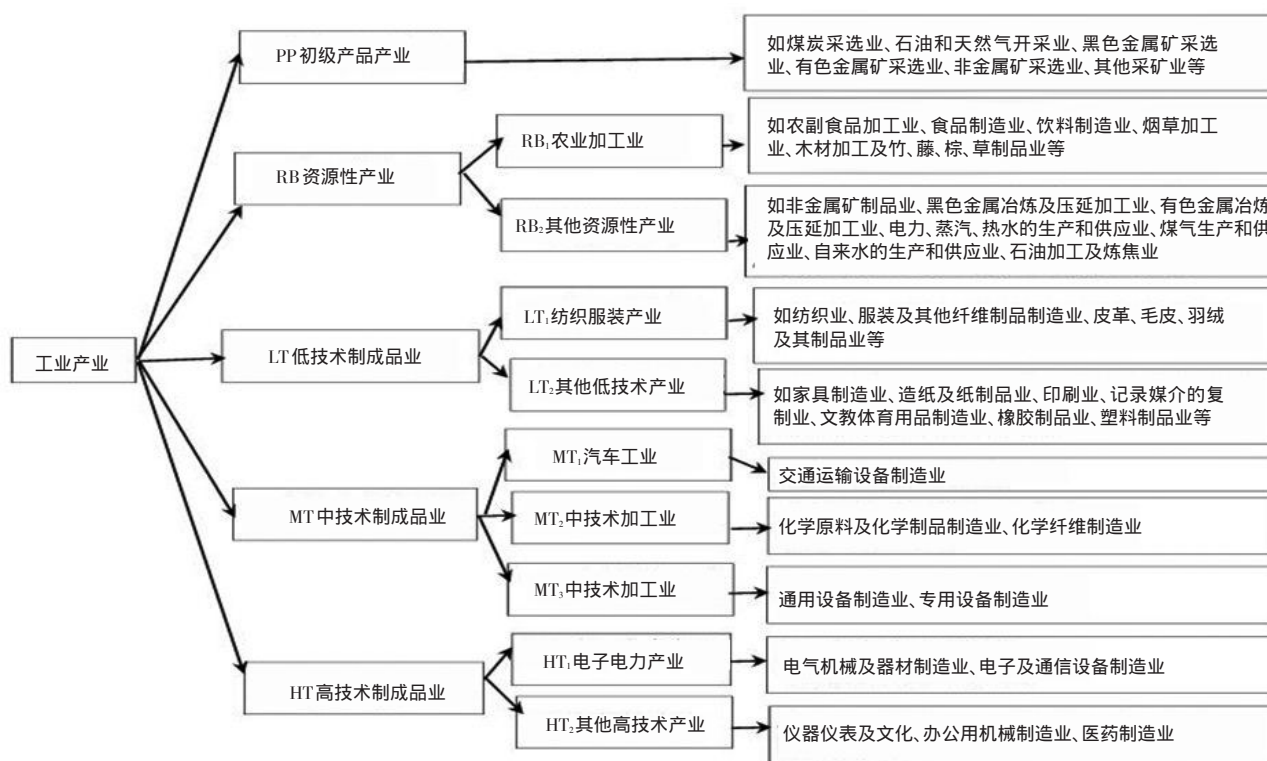 PP初级产品产业
如煤炭采选业、石油和天然气开采业、黑色金属矿采选
业、有色金属矿采选业、非金属矿采选业、其他采矿业等
RB资源性产业
RB₁农业加工业
如农副食品加工业、食品制造业、饮料制造业、烟草加工
业、木材加工及竹、藤、棕、草制品业等
RB₂其他资源性产业
如非金属矿制品业、黑色金属冶炼及压延加工业、有色金属冶炼
及压延加工业、电力、蒸汽、热水的生产和供应业、煤气生产和供
应业、自来水的生产和供应业、石油加工及炼焦业
工业产业
LT低技术制成品业
LT₁纺织服装产业
如纺织业、服装及其他纤维制品制造业、皮革、毛皮、羽绒
及其制品业等
LT₂其他低技术产业
如家具制造业、造纸及纸制品业、印刷业、记录媒介的复
制业、文教体育用品制造业、橡胶制品业、塑料制品业等
MT中技术制成品业
MT₁汽车工业
交通运输设备制造业
MT₂中技术加工业
化学原料及化学制品制造业、化学纤维制造业
MT₃中技术加工业
通用设备制造业、专用设备制造业
HT高技术制成品业
HT₁电子电力产业
电气机械及器材制造业、电子及通信设备制造业
HT₂其他高技术产业
仪器仪表及文化、办公用机械制造业、医药制造业